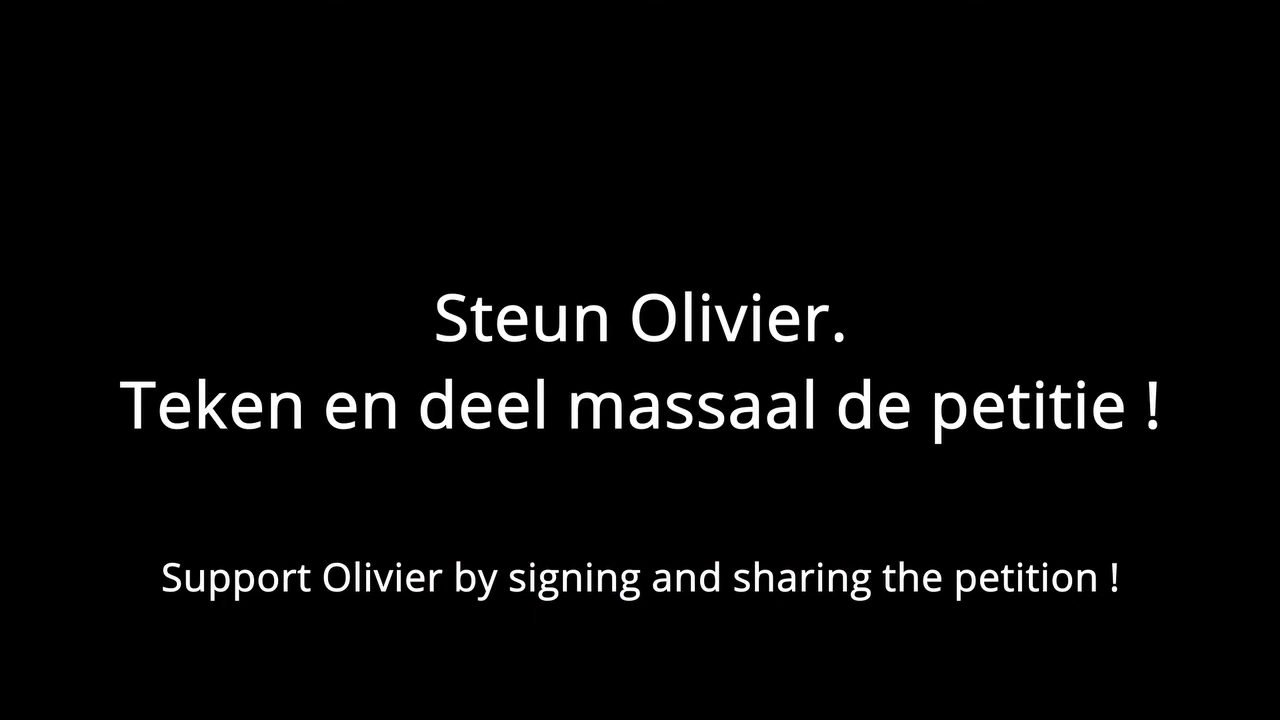 Steun Olivier.
Teken en deel massaal de petitie !
Support Olivier by signing and sharing the petition !